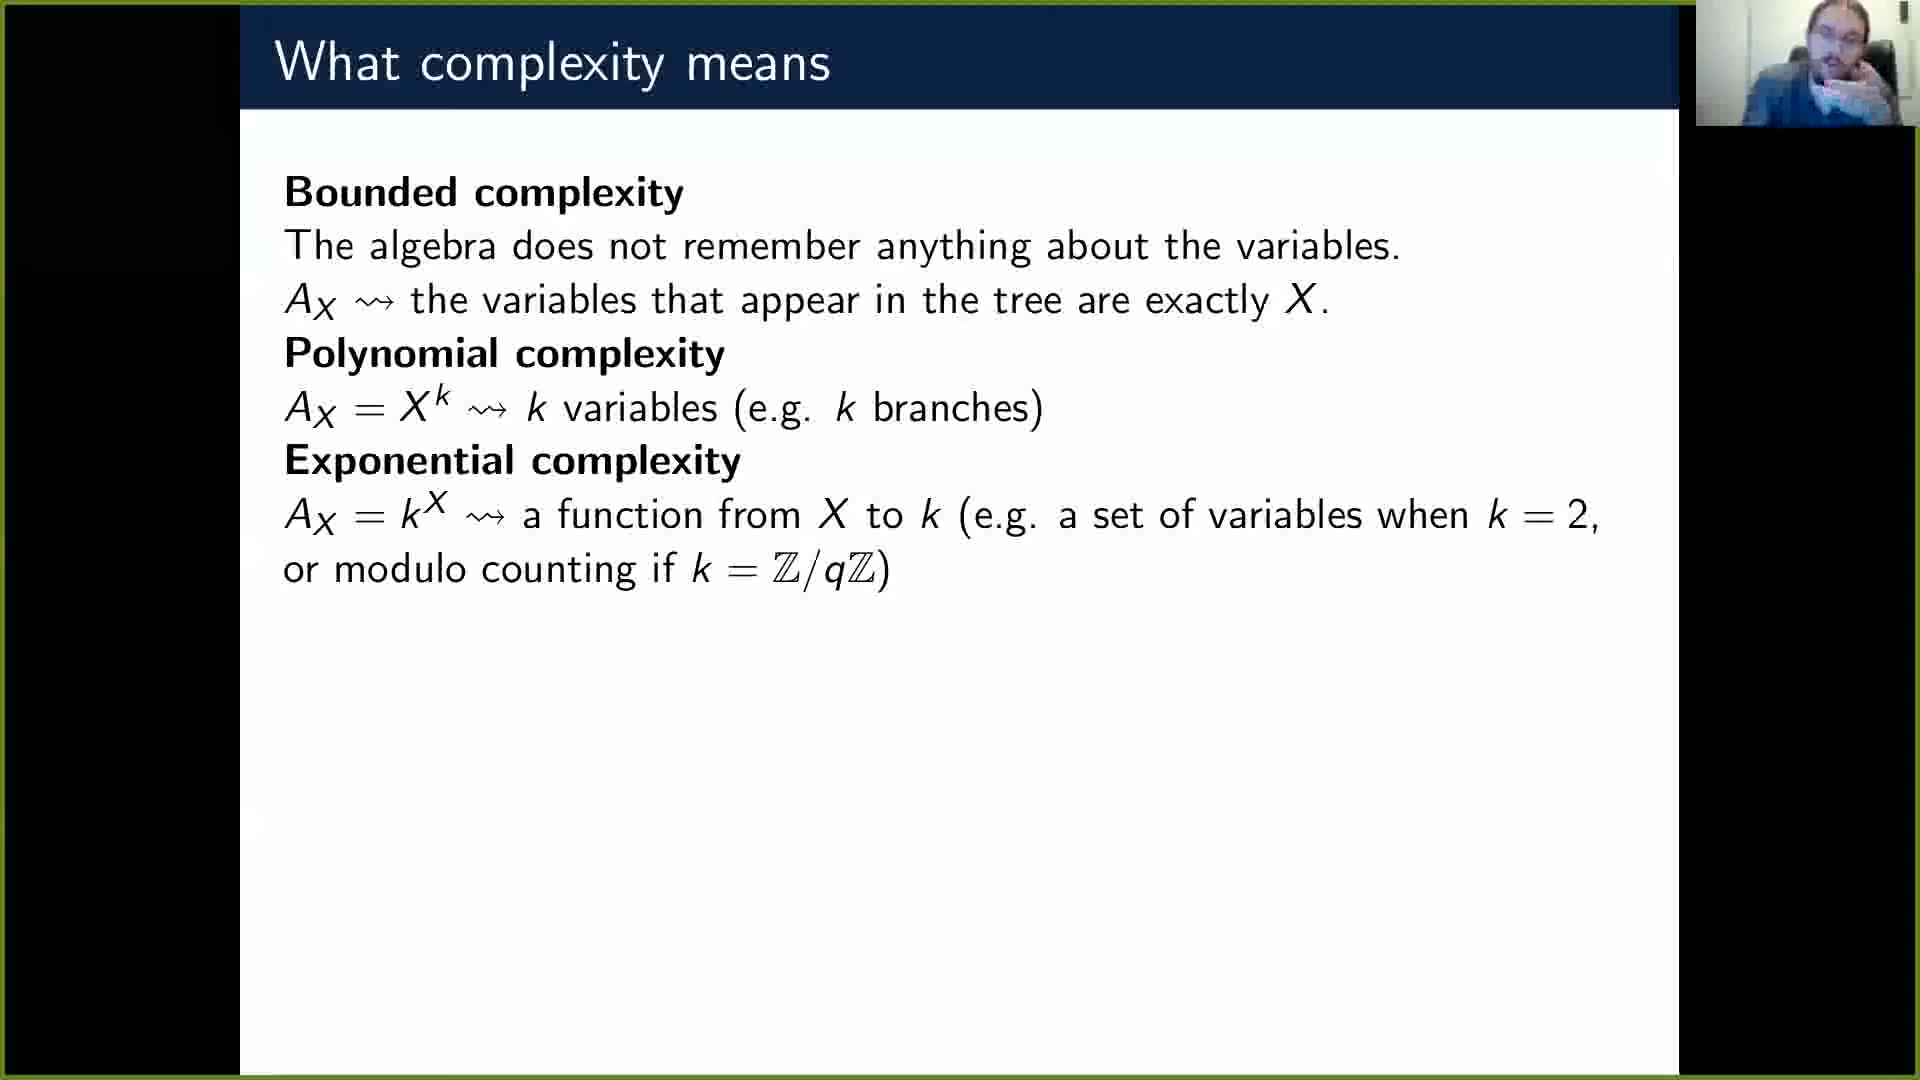 What complexity means
Bounded complexity
The algebra does not remember anything about the variables.
A_X ⇝ the variables that appear in the tree are exactly X.
Polynomial complexity
A_X = X^k ⇝ k variables (e.g. k branches)
Exponential complexity
A_X = k^X ⇝ a function from X to k (e.g. a set of variables when k = 2,
or modulo counting if k = ℤ/qℤ)